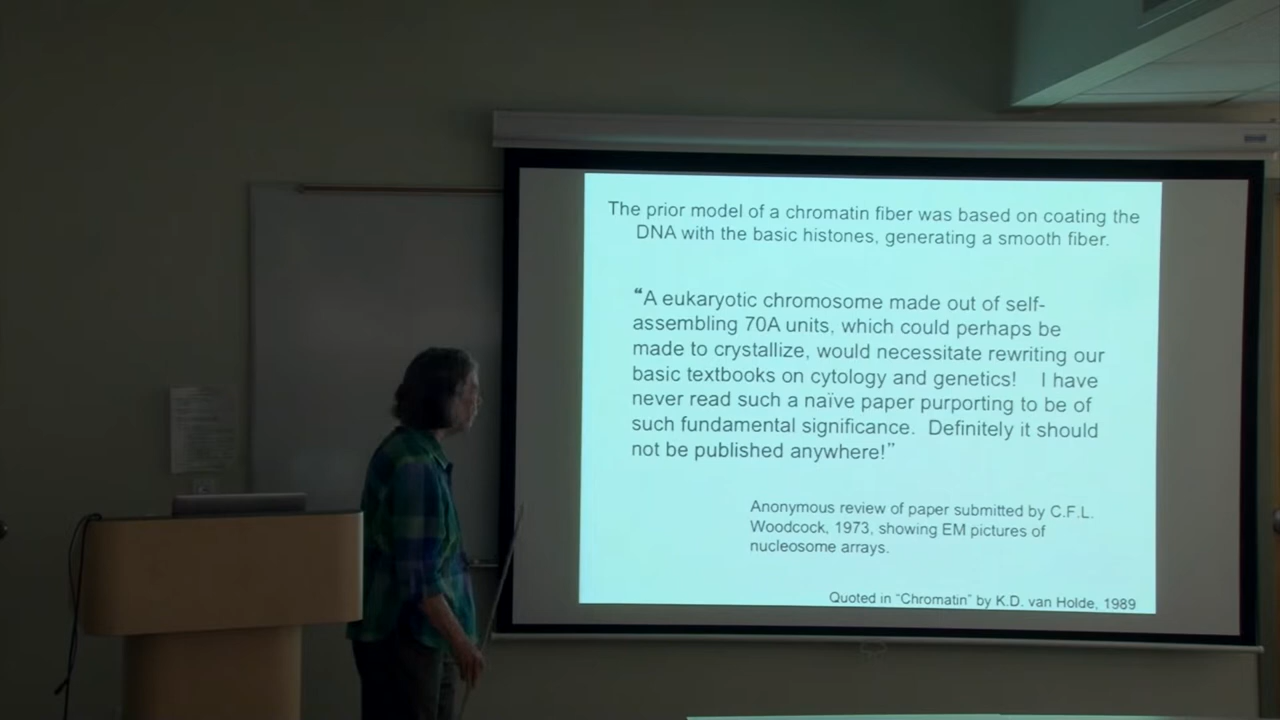 The prior model of a chromatin fiber was based on coating the
DNA with the basic histones, generating a smooth fiber.
“A eukaryotic chromosome made out of self-
assembling 70A units, which could perhaps be
made to crystallize, would necessitate rewriting our
basic textbooks on cytology and genetics! I have
never read such a naïve paper purporting to be of
such fundamental significance. Definitely it should
not be published anywhere!”
Anonymous review of paper submitted by C.F.L.
Woodcock, 1973, showing EM pictures of
nucleosome arrays.
Quoted in “Chromatin” by K.D. van Holde, 1989